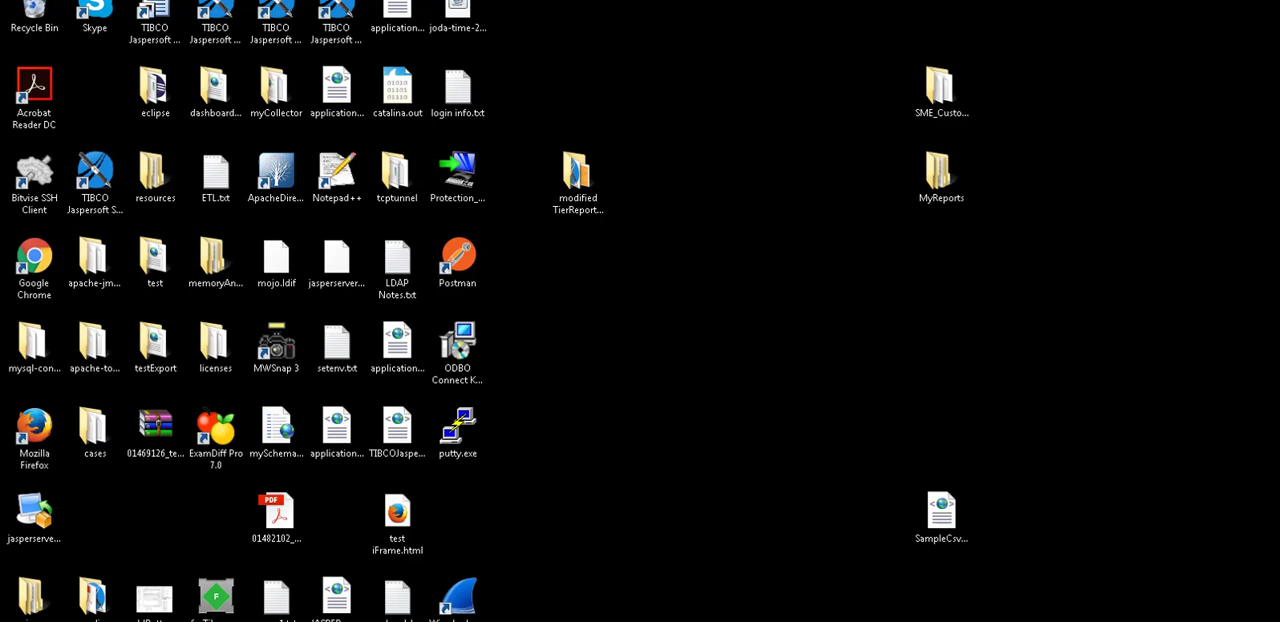 Recycle Bin
Skype
TIBCO
Jaspersoft ...
TIBCO
Jaspersoft ...
TIBCO
Jaspersoft ...
TIBCO
Jaspersoft ...
application...
joda-time-2...
Acrobat
Reader DC
eclipse
dashboard...
myCollector
application...
catalina.out
login info.txt
SME_Custo...
Bitvise SSH
Client
TIBCO
Jaspersoft S...
resources
ETL.txt
ApacheDire...
Notepad++
tcptunnel
Protection_...
modified
TierReport...
MyReports
Google
Chrome
apache-jm...
test
memoryAn...
mojo.ldif
jasperserver...
LDAP
Notes.txt
Postman
mysql-con...
apache-to...
testExport
licenses
MWSnap 3
setenv.txt
application...
ODBO
Connect K...
Mozilla
Firefox
cases
01469126_te...
ExamDiff Pro
7.0
mySchema...
application...
TIBCOJaspe...
putty.exe
jasperserve...
PDF
01482102_...
test
iFrame.html
SampleCsv...